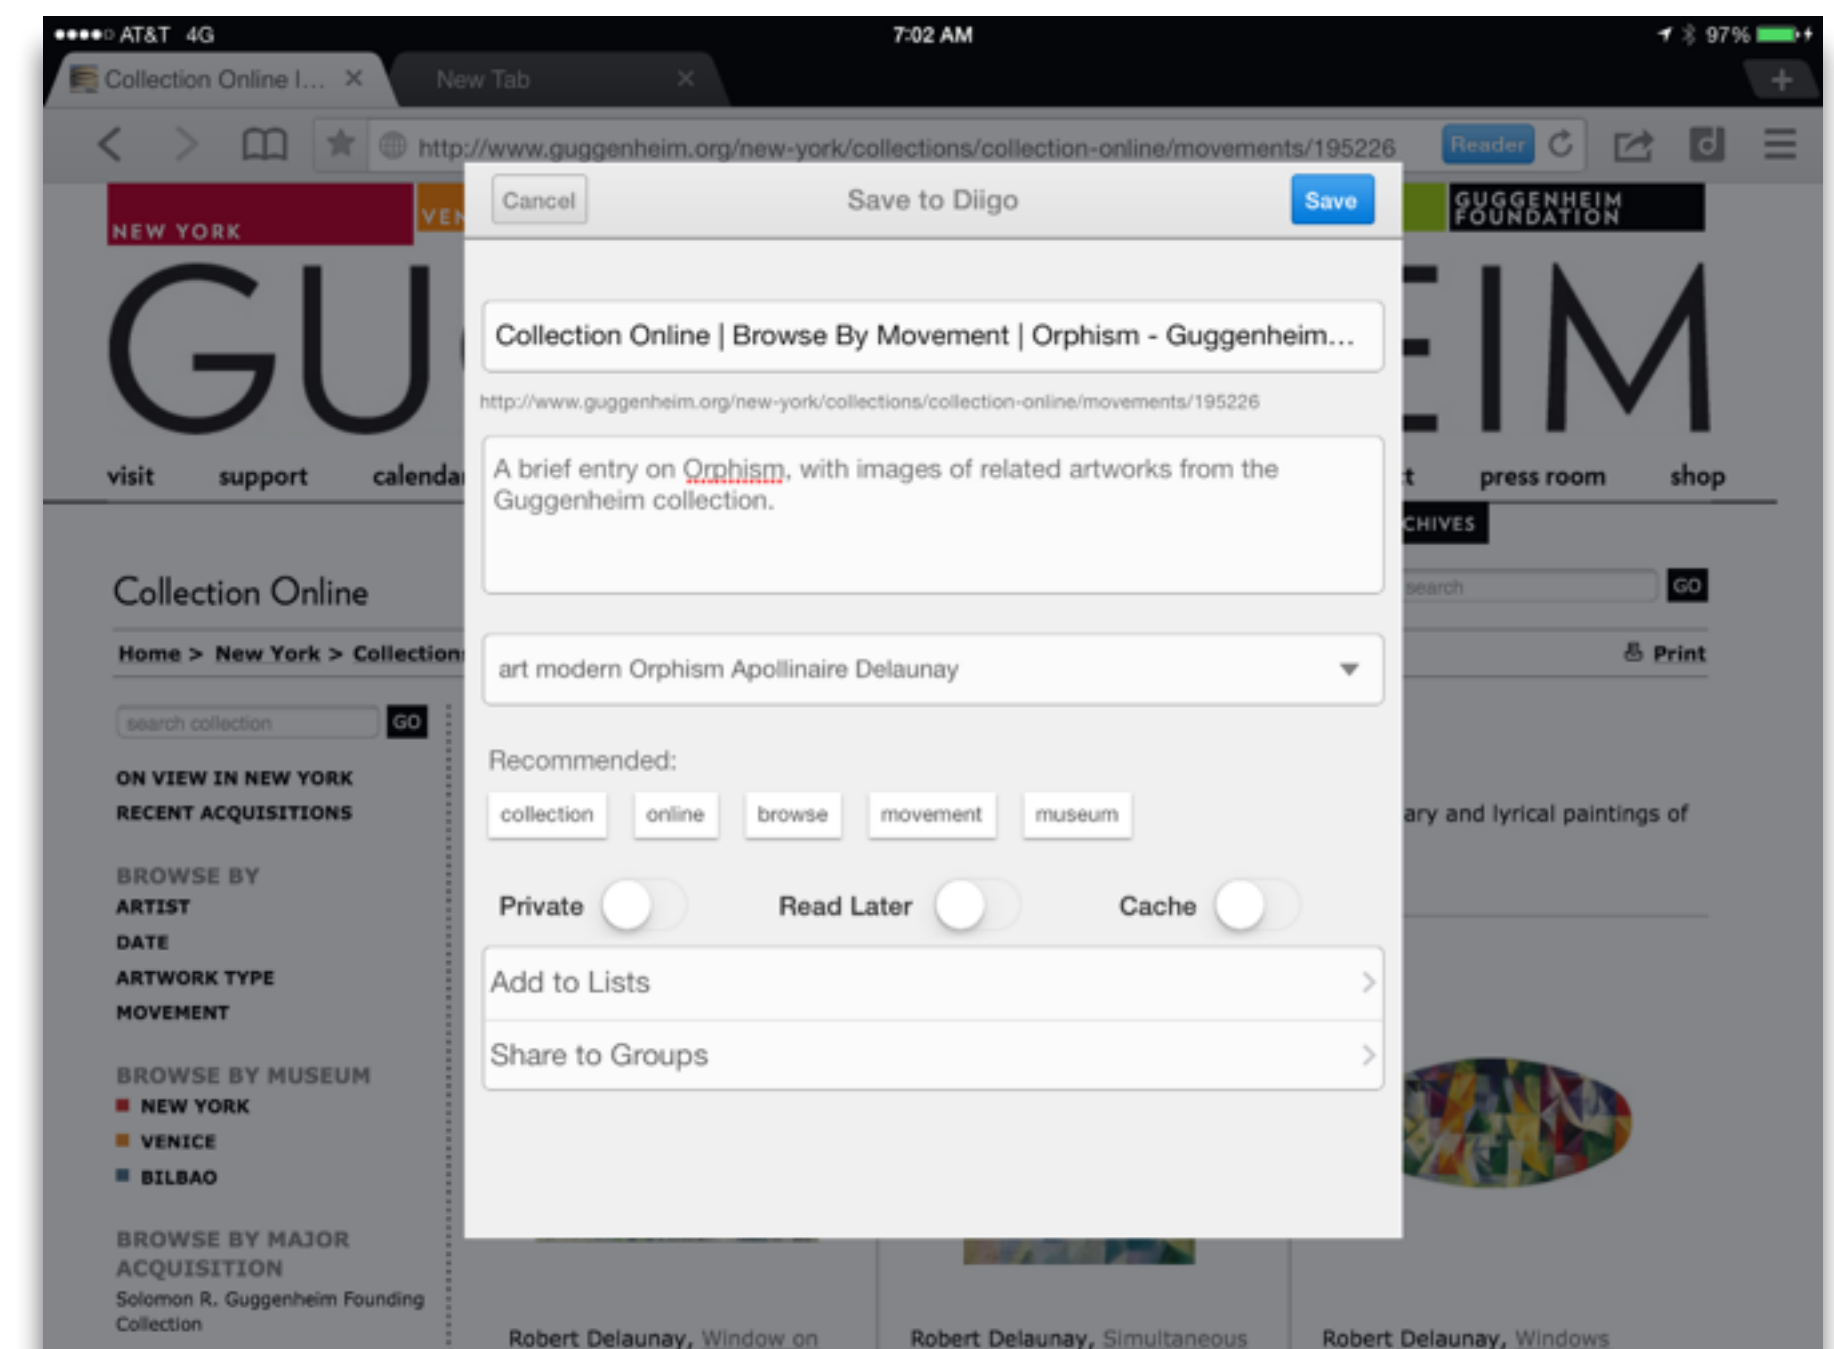 AT&T 4G 7:02 AM 97%
Collection Online I... New Tab
http://www.guggenheim.org/new-york/collections/collection-online/movements/195226 Reader
Cancel Save to Diigo Save
NEW YORK VEN GUGGENHEIM
FOUNDATION
GU EIM
Collection Online | Browse By Movement | Orphism - Guggenheim...
http://www.guggenheim.org/new-york/collections/collection-online/movements/195226
A brief entry on Orphism, with images of related artworks from the
Guggenheim collection.
visit support calenda t press room shop
CHIVES
Collection Online search GO
Home > New York > Collection Print
art modern Orphism Apollinaire Delaunay
search collection GO
Recommended:
collection online browse movement museum
ON VIEW IN NEW YORK
RECENT ACQUISITIONS
ary and lyrical paintings of
BROWSE BY
ARTIST
DATE
ARTWORK TYPE
MOVEMENT
Private Read Later Cache
Add to Lists
Share to Groups
BROWSE BY MUSEUM
NEW YORK
VENICE
BILBAO
BROWSE BY MAJOR
ACQUISITION
Solomon R. Guggenheim Founding
Collection
Robert Delaunay, Window on Robert Delaunay, Simultaneous Robert Delaunay, Windows